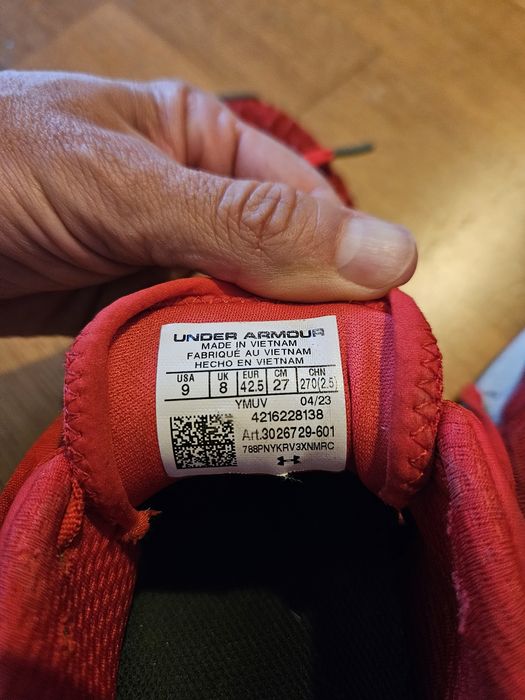 UNDER ARMOUR
MADE IN VIETNAM
FABRIQUÉ AU VIETNAM
HECHO EN VIETNAM
USA UK EUR CM CHN
9 8 42.5 27 270(2.5)
YMUV 04/23
4216228138
Art.3026729-601
788PNYKRV3XNMRC